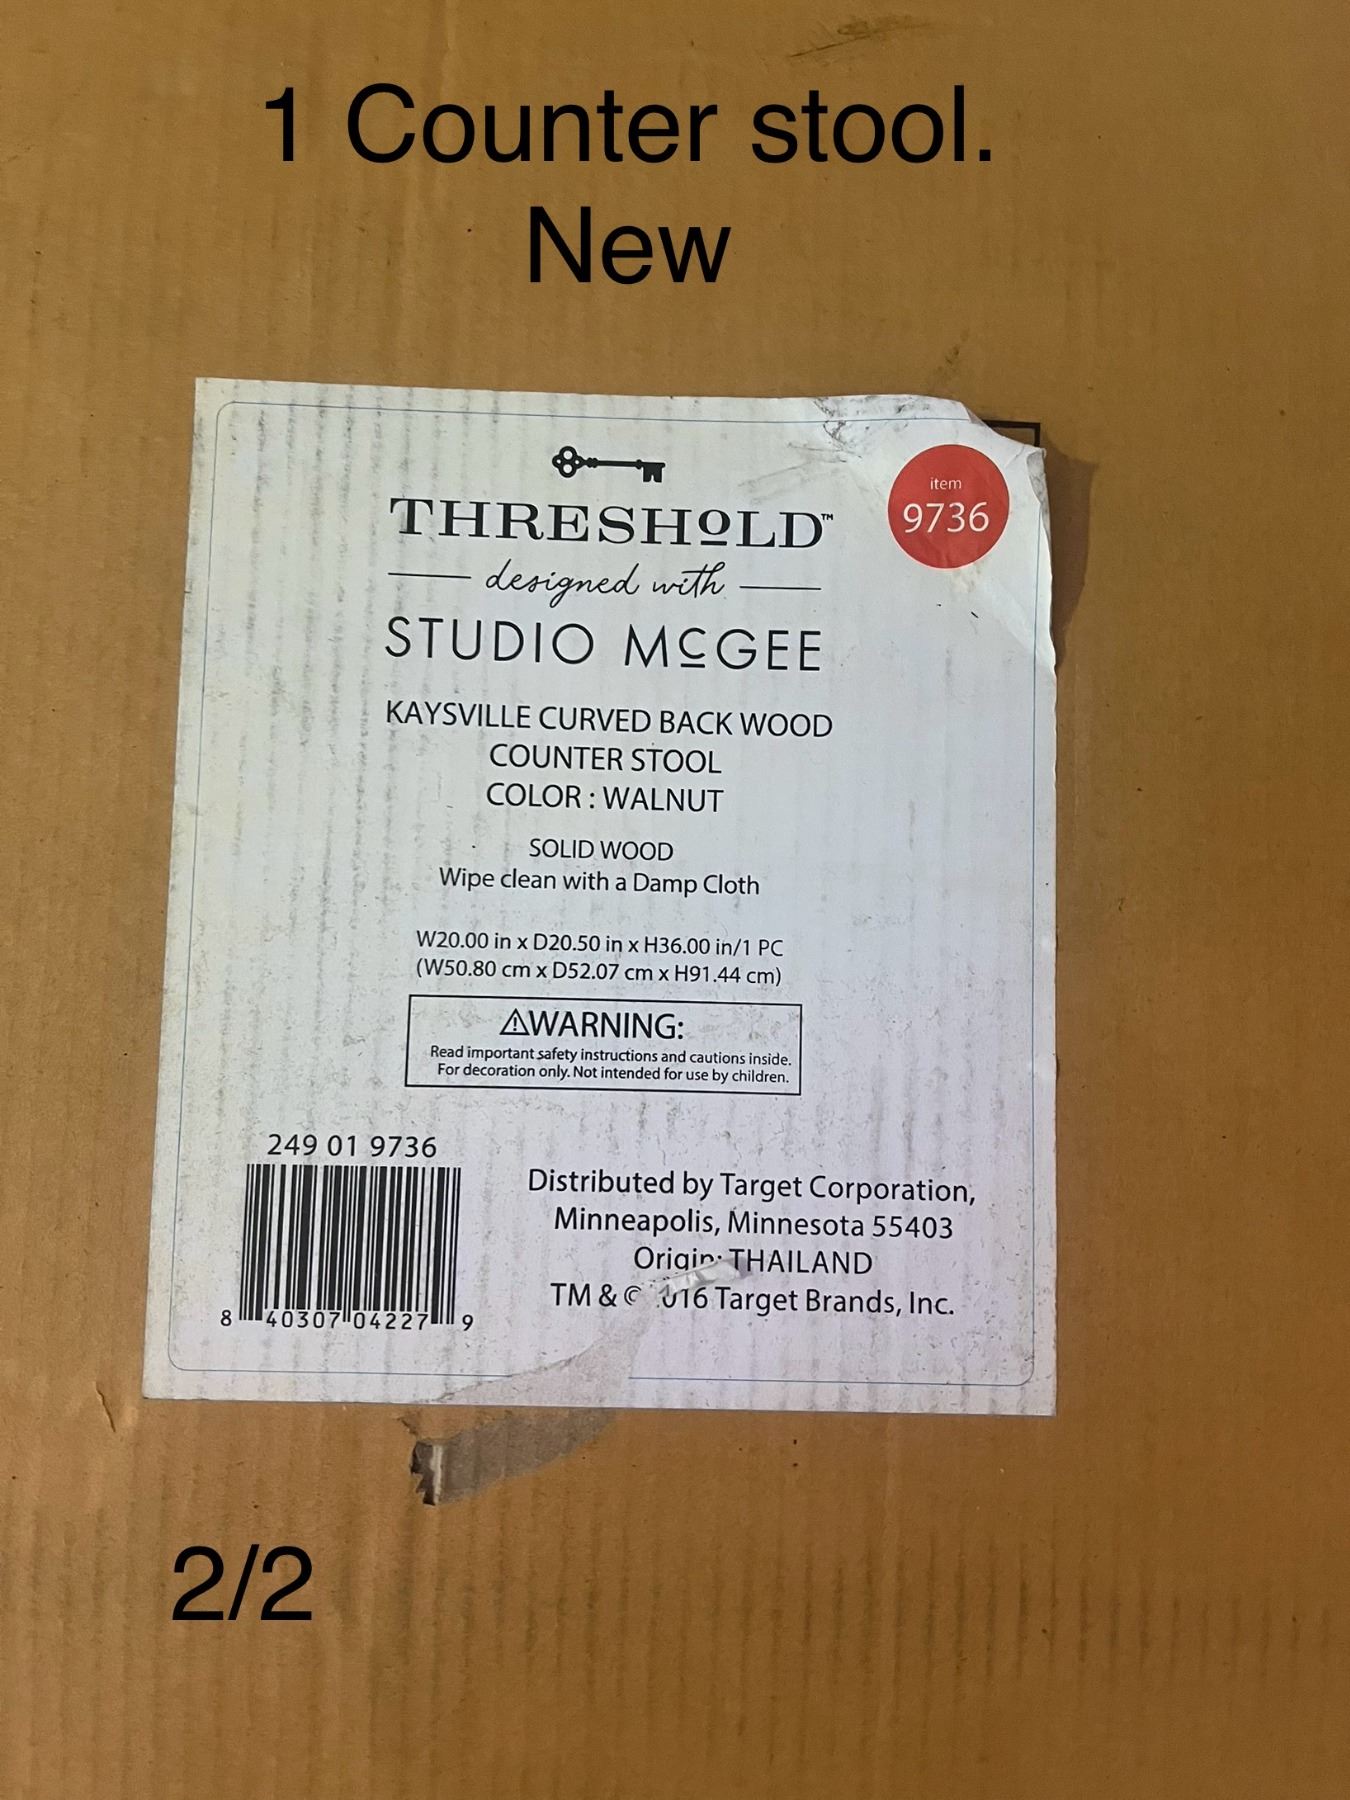 1 Counter stool.
New
item
9736
THRESHOLD™
designed with
STUDIO McGEE
KAYSVILLE CURVED BACK WOOD
COUNTER STOOL
COLOR : WALNUT
SOLID WOOD
Wipe clean with a Damp Cloth
W20.00 in x D20.50 in x H36.00 in/1 PC
(W50.80 cm x D52.07 cm x H91.44 cm)
⚠WARNING:
Read important safety instructions and cautions inside.
For decoration only. Not intended for use by children.
249 01 9736
8 40307 04227 9
Distributed by Target Corporation,
Minneapolis, Minnesota 55403
Origin: THAILAND
TM & © 016 Target Brands, Inc.
2/2